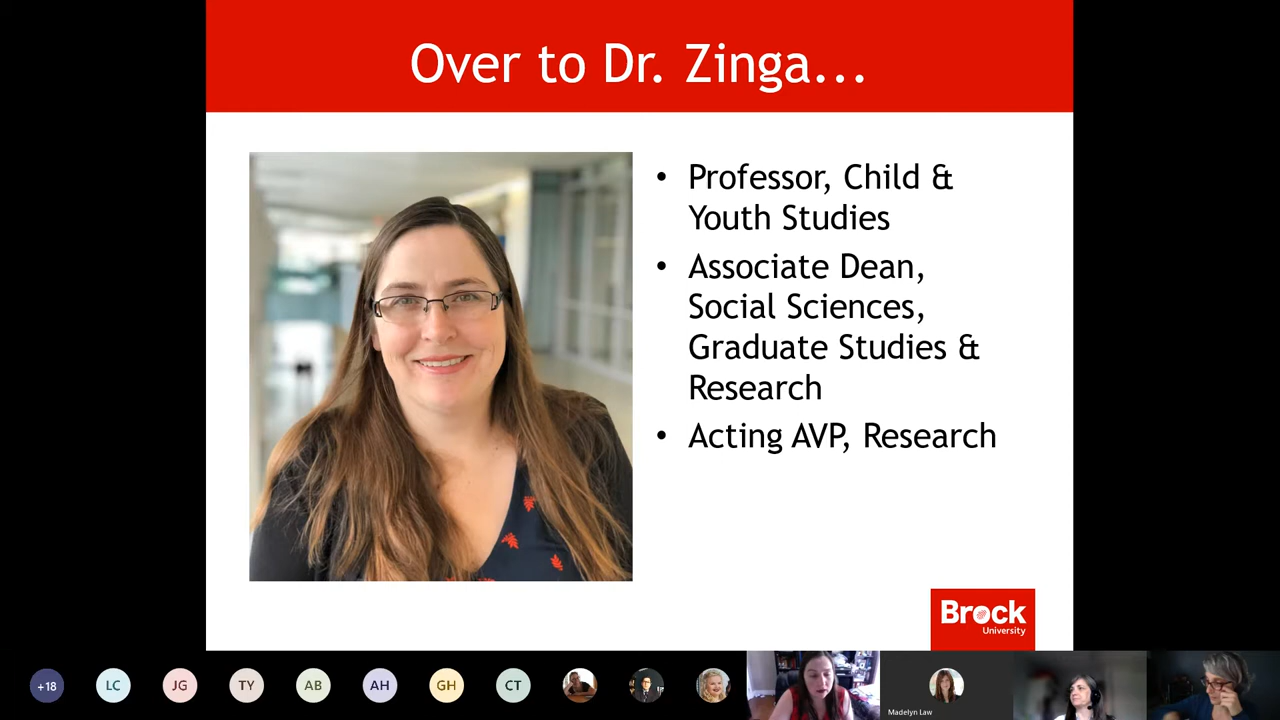 Over to Dr. Zinga...
• Professor, Child &
Youth Studies
• Associate Dean,
Social Sciences,
Graduate Studies &
Research
• Acting AVP, Research
Brock
University
+18
LC
JG
TY
AB
AH
GH
CT
Madelyn Law